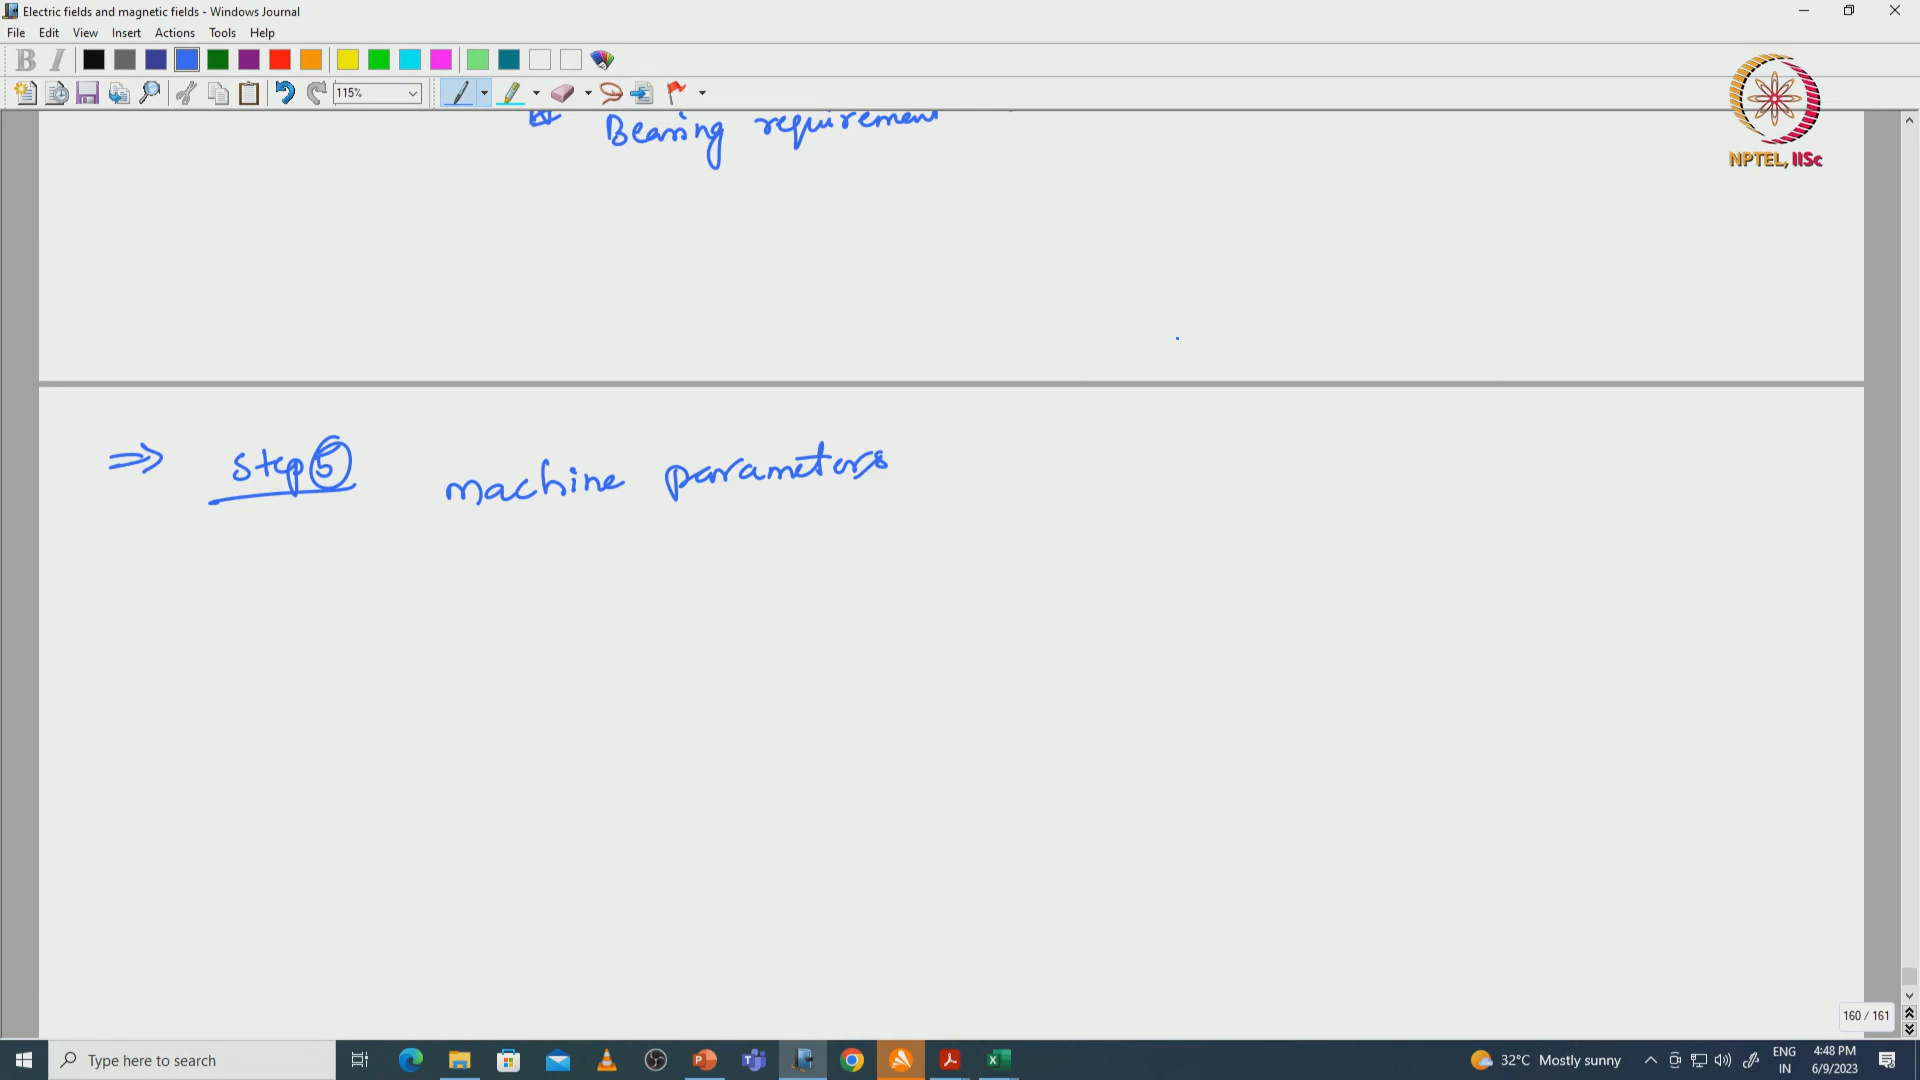 Electric fields and magnetic fields - Windows Journal
File Edit View Insert Actions Tools Help
B I
115%
NPTEL, IISc
Bearing requirement
⇒ step 5 machine parameters
160 / 161
Type here to search
32°C Mostly sunny
ENG
IN
4:48 PM
6/9/2023